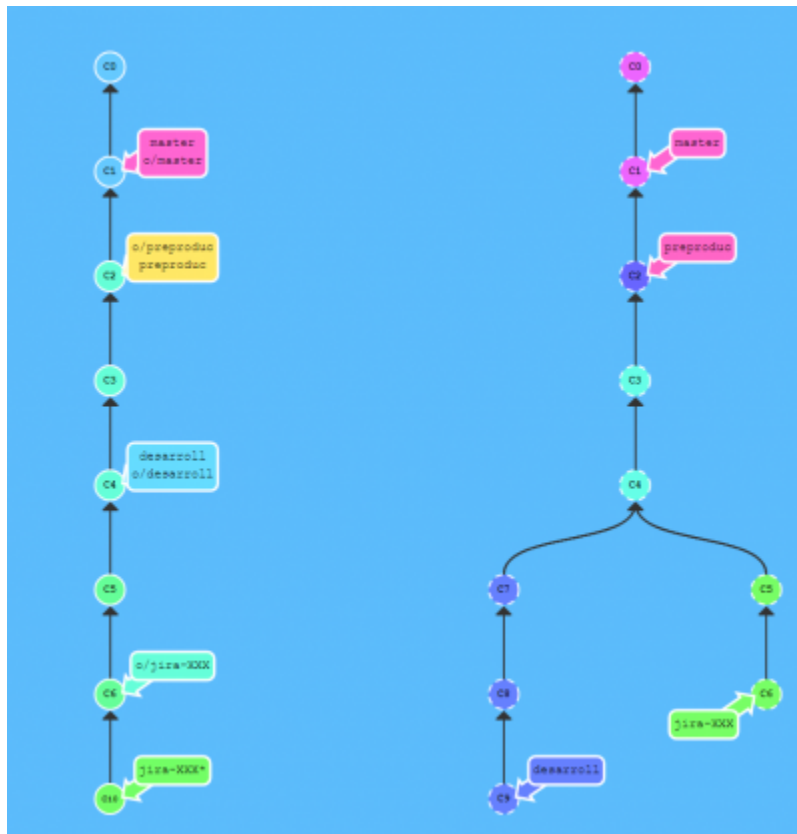 C0
master
o/master
C1
o/preproduc
preproduc
C2
C3
desarroll
o/desarroll
C4
C5
o/jira-XXX
C6
jira-XXX*
C10
C0
master
C1
preproduc
C2
C3
C4
C7
C5
C8
C6
jira-XXX
desarroll
C9